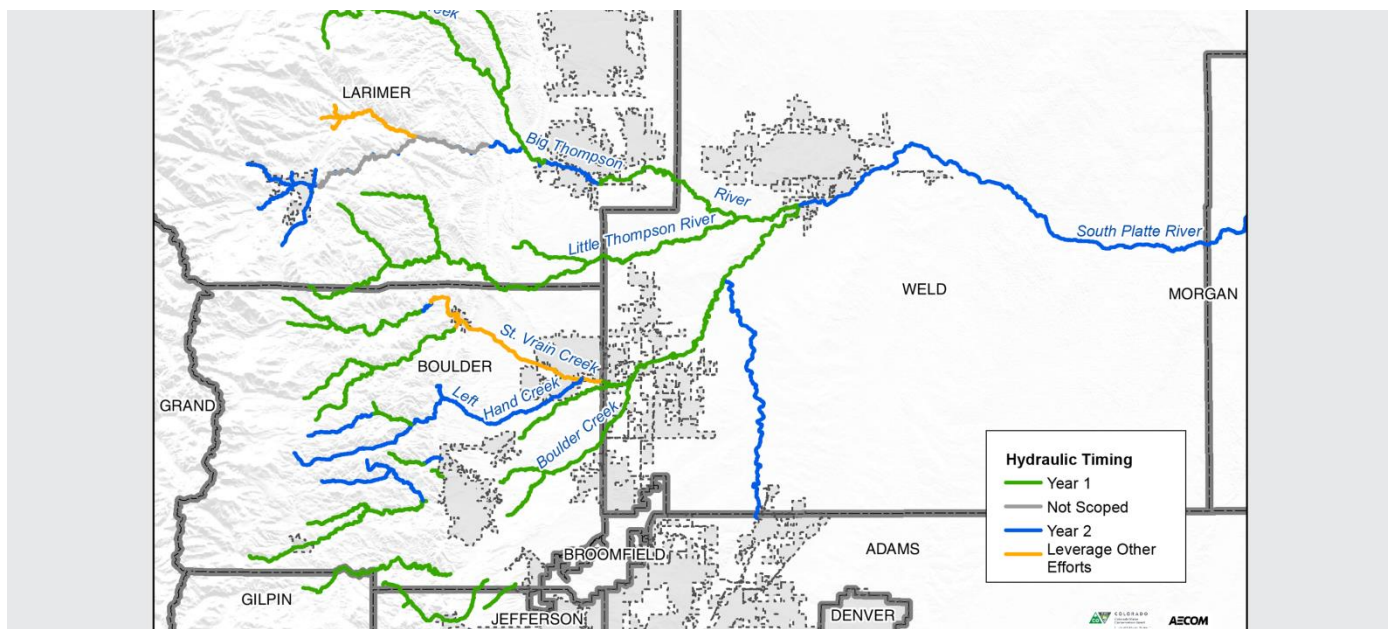 Creek
LARIMER
Big Thompson
River
Little Thompson River
South Platte River
WELD
MORGAN
St. Vrain Creek
BOULDER
Left
Hand Creek
GRAND
Boulder Creek
Hydraulic Timing
Year 1
Not Scoped
Year 2
Leverage Other
Efforts
BROOMFIELD
ADAMS
GILPIN
JEFFERSON
DENVER
COLORADO
AECOM